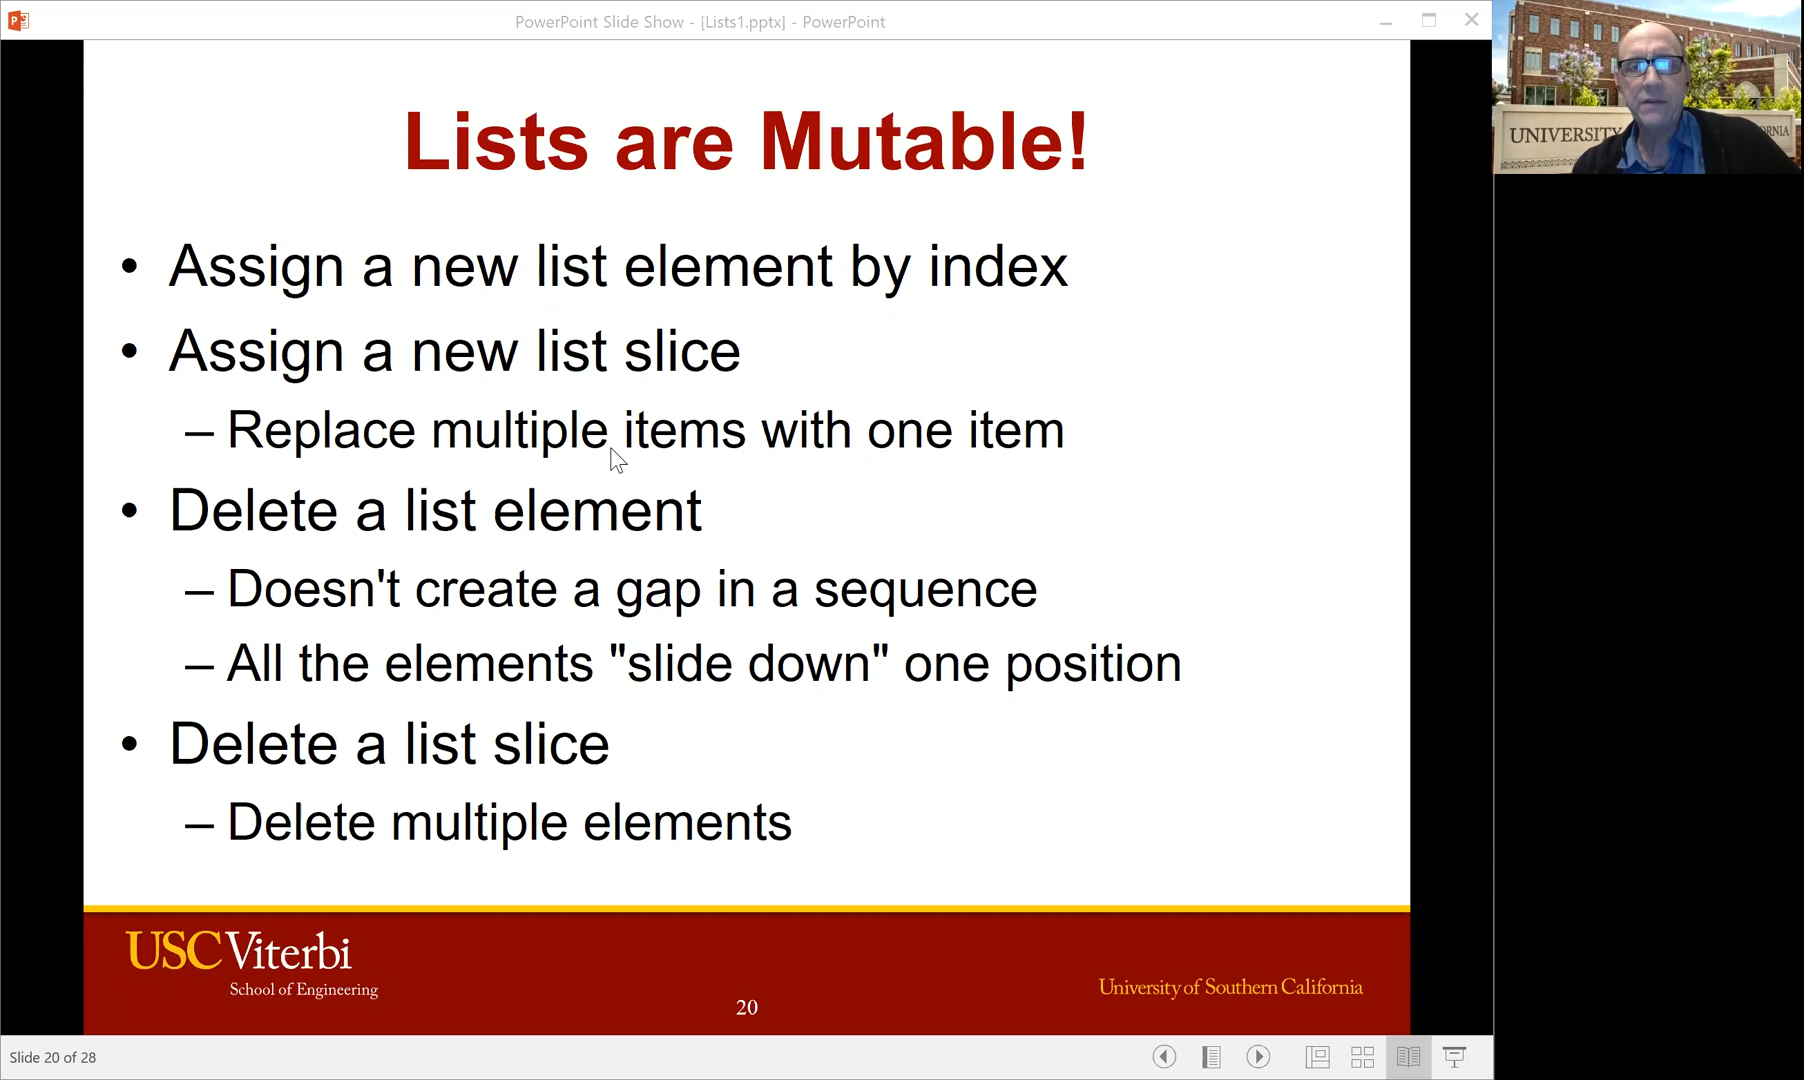 PowerPoint Slide Show - [Lists1.pptx] - PowerPoint
Lists are Mutable!
• Assign a new list element by index
• Assign a new list slice
– Replace multiple items with one item
• Delete a list element
– Doesn't create a gap in a sequence
– All the elements "slide down" one position
• Delete a list slice
– Delete multiple elements
USC Viterbi
School of Engineering
University of Southern California
20
Slide 20 of 28
UNIVERSITY